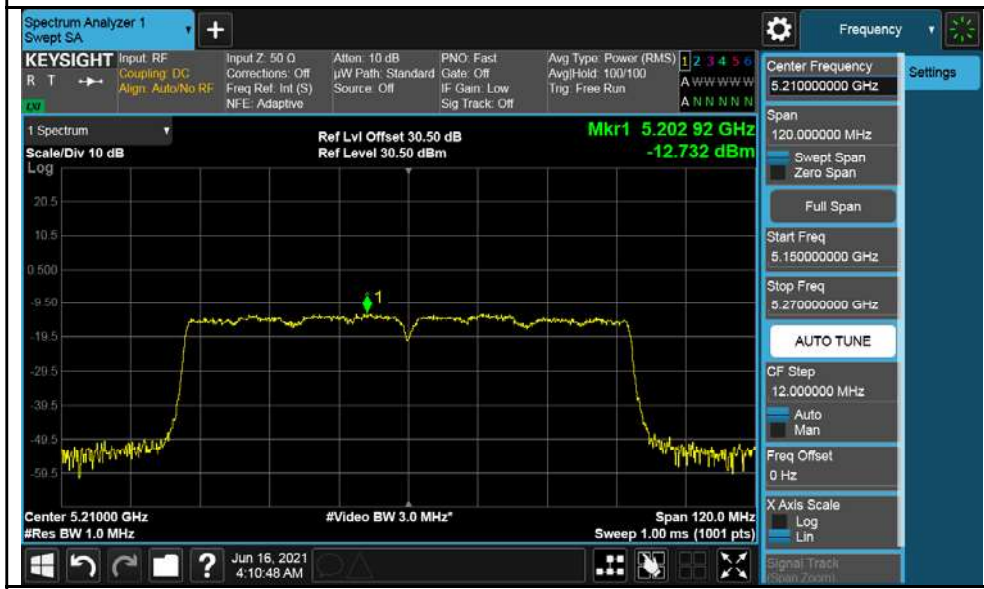 Spectrum Analyzer 1
Swept SA
+
Frequency
KEYSIGHT
R T
LXI
Input: RF
Coupling: DC
Align: Auto/No RF
Input Z: 50 Ω
Corrections: Off
Freq Ref: Int (S)
NFE: Adaptive
Atten: 10 dB
µW Path: Standard
Source: Off
PNO: Fast
Gate: Off
IF Gain: Low
Sig Track: Off
Avg Type: Power (RMS)
Avg|Hold: 100/100
Trig: Free Run
1 2 3 4 5 6
A W W W W W
A N N N N N
1 Spectrum
Scale/Div 10 dB
Log
Ref Lvl Offset 30.50 dB
Ref Level 30.50 dBm
Mkr1 5.202 92 GHz
-12.732 dBm
20.5
10.5
0.500
-9.50
-19.5
-29.5
-39.5
-49.5
-59.5
1
Center 5.21000 GHz
#Res BW 1.0 MHz
#Video BW 3.0 MHz*
Span 120.0 MHz
Sweep 1.00 ms (1001 pts)
?
Jun 16, 2021
4:10:48 AM
Center Frequency
5.210000000 GHz
Span
120.000000 MHz
Swept Span
Zero Span
Full Span
Start Freq
5.150000000 GHz
Stop Freq
5.270000000 GHz
AUTO TUNE
CF Step
12.000000 MHz
Auto
Man
Freq Offset
0 Hz
X Axis Scale
Log
Lin
Signal Track
(Span Zoom)
Settings